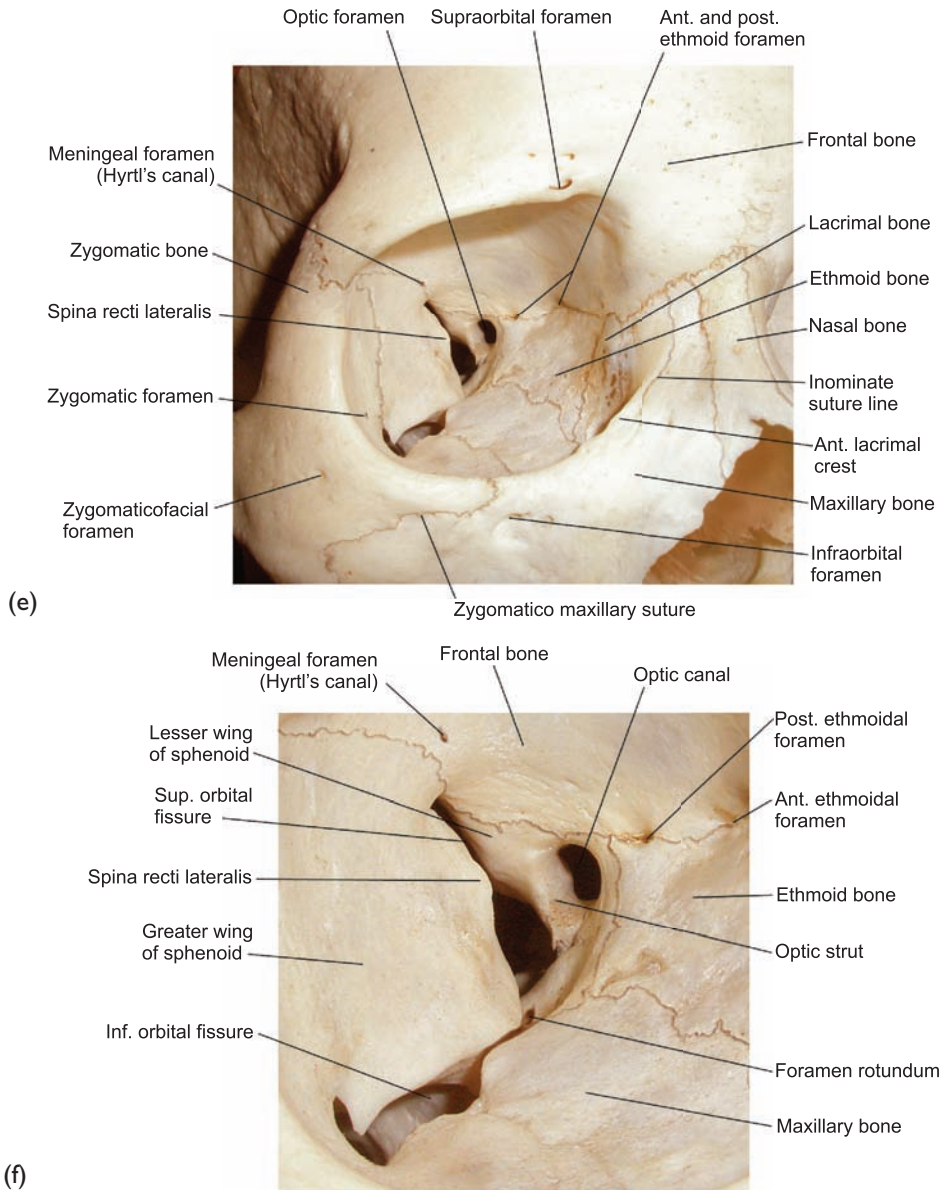 Optic foramen
Supraorbital foramen
Ant. and post.
ethmoid foramen
Meningeal foramen
(Hyrtl's canal)
Zygomatic bone
Spina recti lateralis
Zygomatic foramen
Zygomaticofacial
foramen
Frontal bone
Lacrimal bone
Ethmoid bone
Nasal bone
Inominate
suture line
Ant. lacrimal
crest
Maxillary bone
Infraorbital
foramen
Zygomatico maxillary suture
(e)
Meningeal foramen
(Hyrtl's canal)
Frontal bone
Optic canal
Lesser wing
of sphenoid
Sup. orbital
fissure
Spina recti lateralis
Greater wing
of sphenoid
Inf. orbital fissure
Post. ethmoidal
foramen
Ant. ethmoidal
foramen
Ethmoid bone
Optic strut
Foramen rotundum
Maxillary bone
(f)